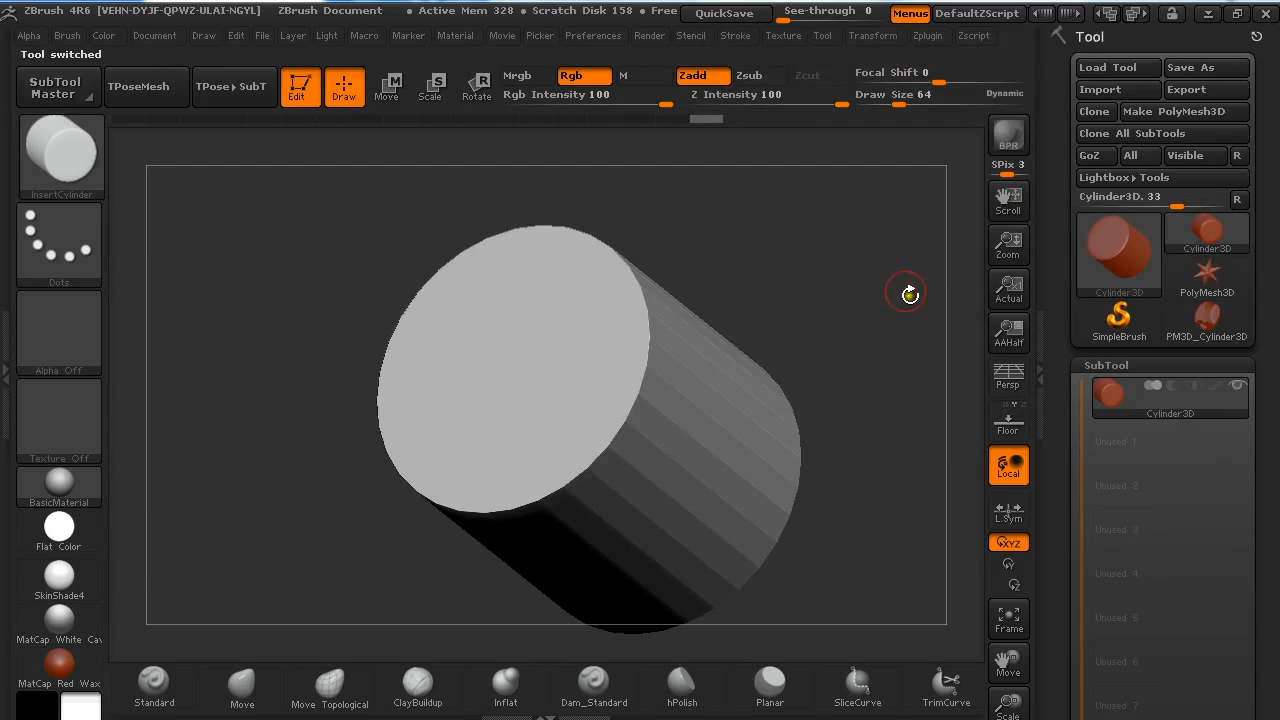 ZBrush 4R6 [VEHN-DYJF-QPWZ-ULAI-NGYL] ZBrush Document • Active Mem 328 • Scratch Disk 158 • Free QuickSave See-through 0 Menus DefaultZScript
Alpha Brush Color Document Draw Edit File Layer Light Macro Marker Material Movie Picker Preferences Render Stencil Stroke Texture Tool Transform Zplugin Zscript
Tool switched
SubTool
Master
TPoseMesh
TPose▸SubT
Edit
Draw
Move
Scale
Rotate
Mrgb Rgb M Zadd Zsub Zcut
Rgb Intensity 100 Z Intensity 100
Focal Shift 0
Draw Size 64 Dynamic
InsertCylinder
Dots
Alpha Off
Texture Off
BasicMaterial
Flat Color
SkinShade4
MatCap White Cav
MatCap Red Wax
Standard
Move
Move Topological
ClayBuildup
Inflat
Dam_Standard
hPolish
Planar
SliceCurve
TrimCurve
BPR
SPix 3
Scroll
Zoom
Actual
AAHalf
Persp
Floor
Local
L.Sym
XYZ
Y
Z
Frame
Move
Scale
Tool
Load Tool Save As
Import Export
Clone Make PolyMesh3D
Clone All SubTools
GoZ All Visible R
Lightbox▸Tools
Cylinder3D. 33 R
Cylinder3D
Cylinder3D
PolyMesh3D
SimpleBrush
PM3D_Cylinder3D
SubTool
Cylinder3D
Unused 1
Unused 2
Unused 3
Unused 4
Unused 5
Unused 6
Unused 7